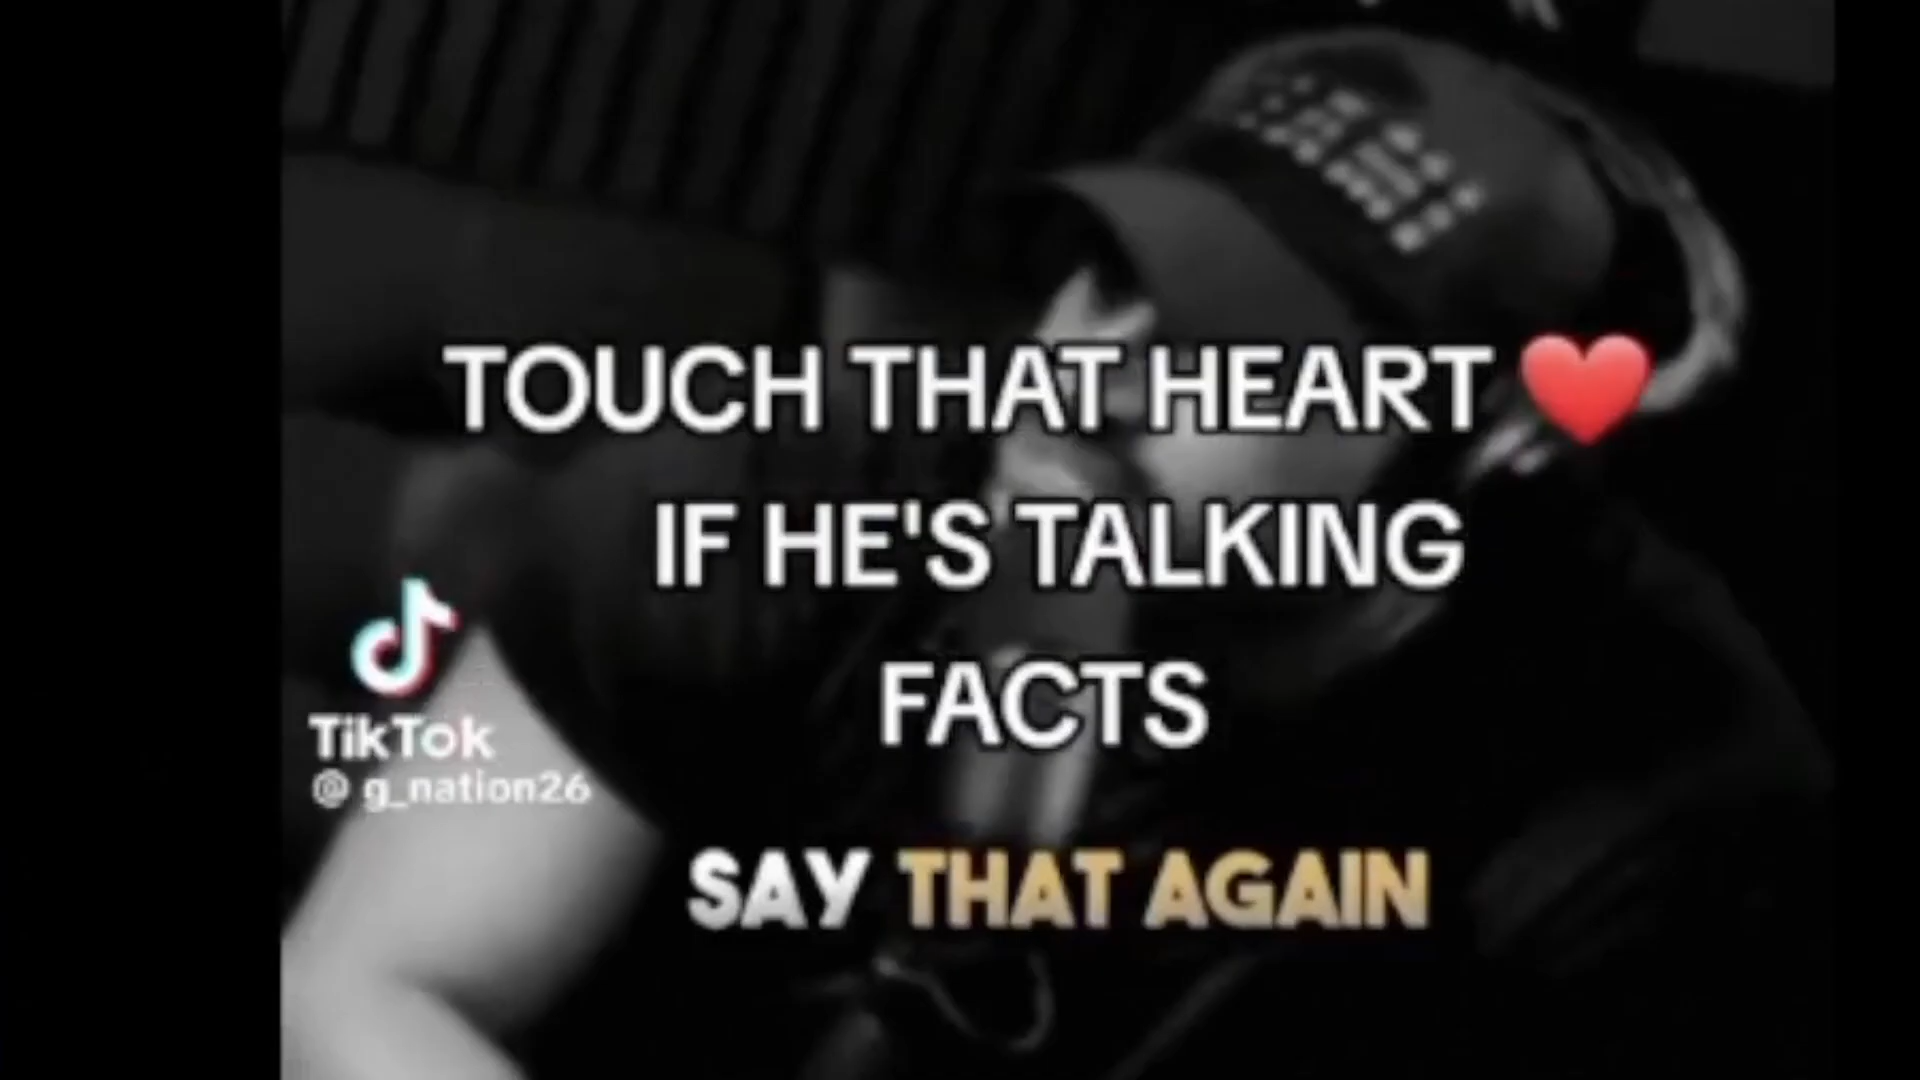 TOUCH THAT HEART ❤️
IF HE'S TALKING
FACTS
TikTok
@ g_nation26
SAY THAT AGAIN